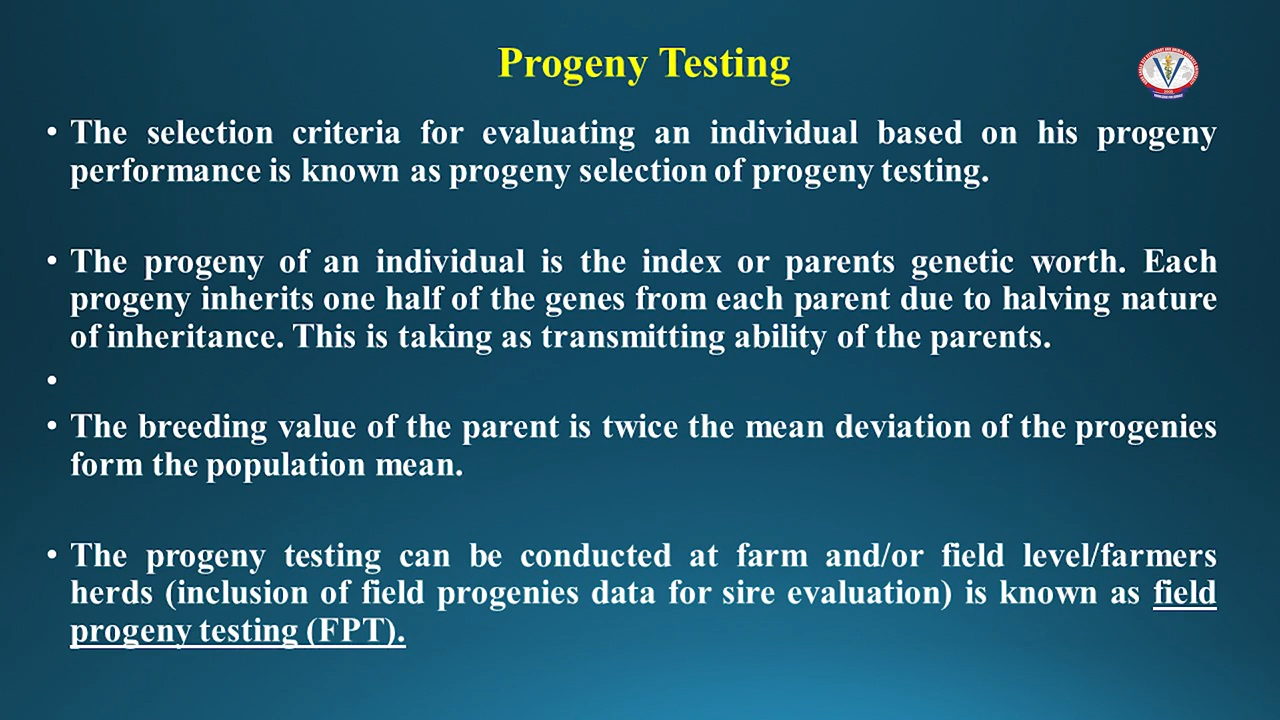 Progeny Testing
• The selection criteria for evaluating an individual based on his progeny
performance is known as progeny selection of progeny testing.
• The progeny of an individual is the index or parents genetic worth. Each
progeny inherits one half of the genes from each parent due to halving nature
of inheritance. This is taking as transmitting ability of the parents.
•
• The breeding value of the parent is twice the mean deviation of the progenies
form the population mean.
• The progeny testing can be conducted at farm and/or field level/farmers
herds (inclusion of field progenies data for sire evaluation) is known as field
progeny testing (FPT).